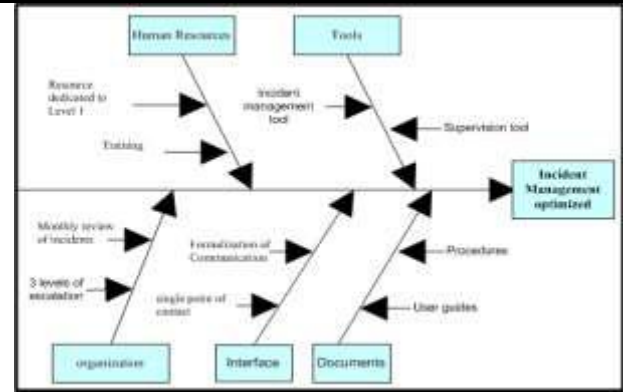 Human Resources
Tools
Resource
dedicated to
Level 1
Training
Incident
management
tool
Supervision tool
Incident
Management
optimized
Monthly review
of incidents
3 levels of
escalation
Formalization of
Communication
single point of
contact
Procedures
User guides
organization
Interface
Documents